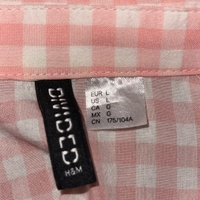 DIVIDED
H&M
EUR L
US L
CA G
MX G
CN 175/104A